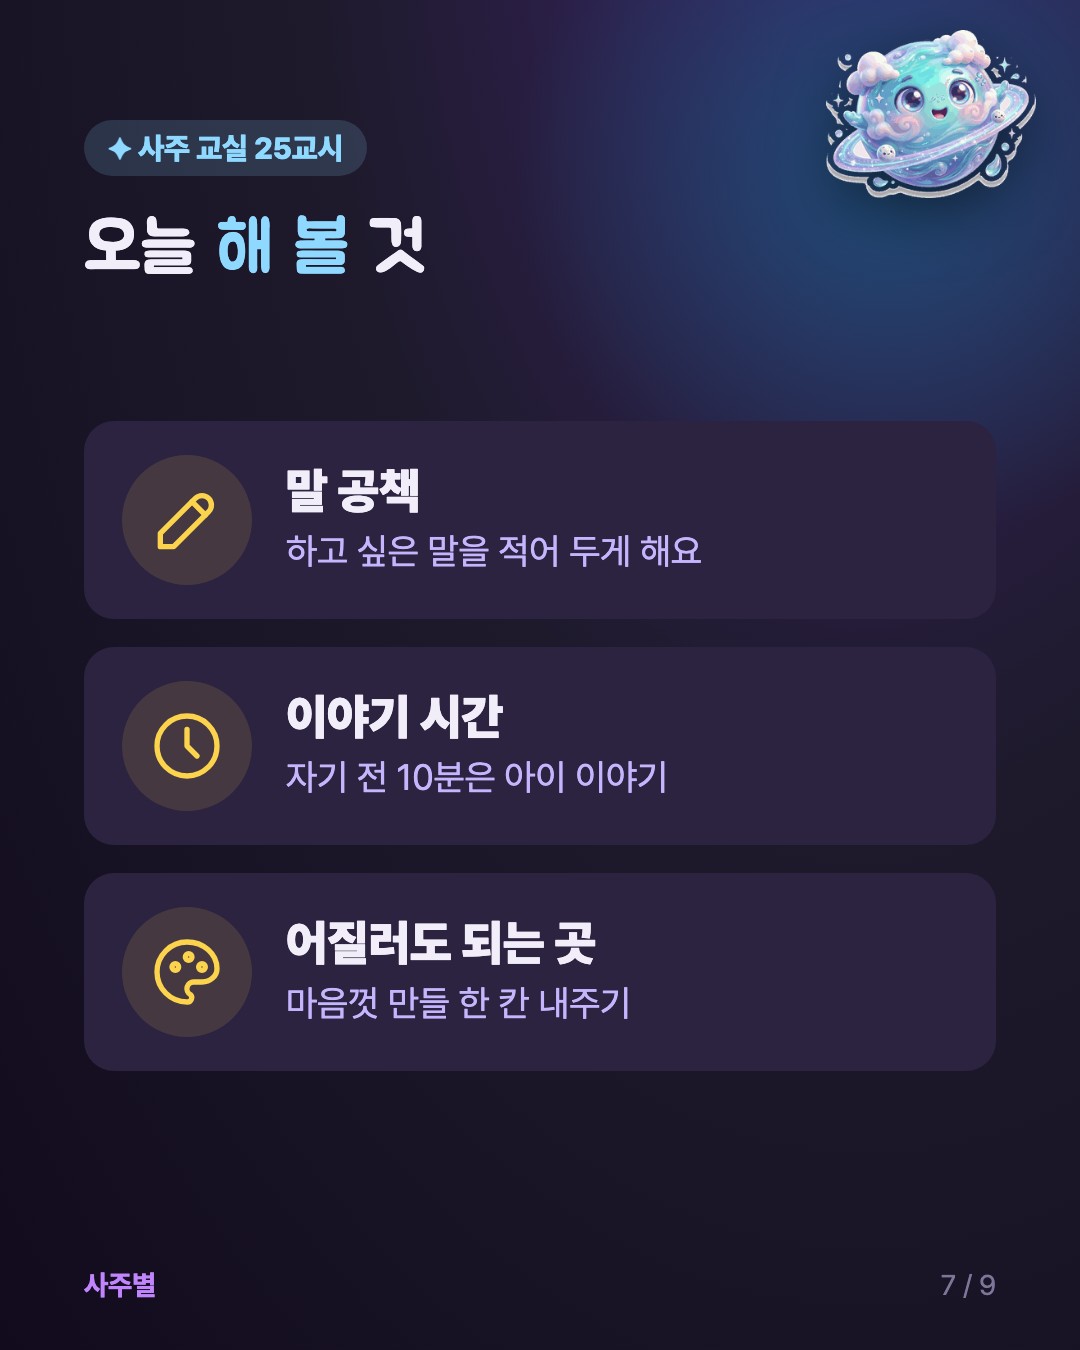 ✦ 사주 교실 25교시
오늘 해 볼 것
말 공책
하고 싶은 말을 적어 두게 해요
이야기 시간
자기 전 10분은 아이 이야기
어질러도 되는 곳
마음껏 만들 한 칸 내주기
사주별
7 / 9